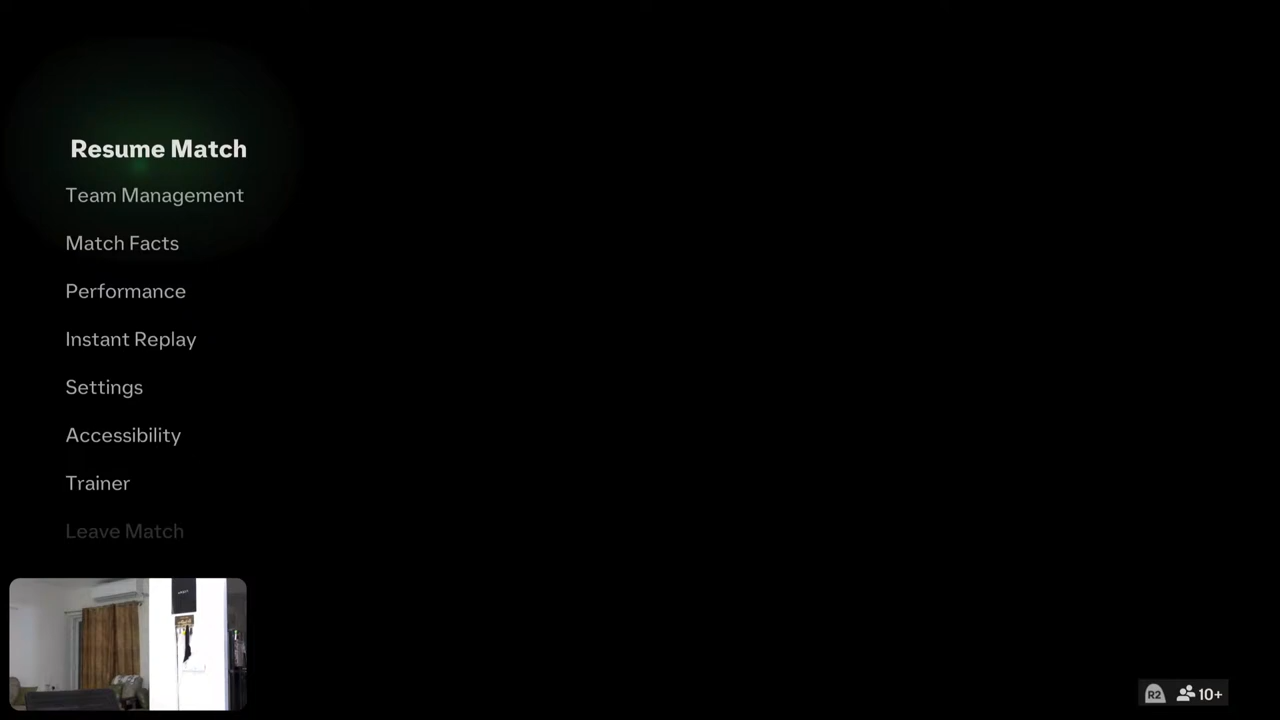 Resume Match
Team Management
Match Facts
Performance
Instant Replay
Settings
Accessibility
Trainer
Leave Match
R2 10+